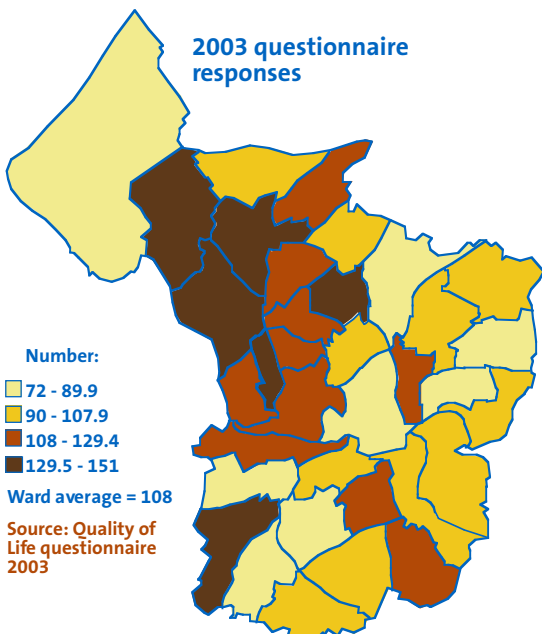 2003 questionnaire
responses
Number:
72 - 89.9
90 - 107.9
108 - 129.4
129.5 - 151
Ward average = 108
Source: Quality of
Life questionnaire
2003